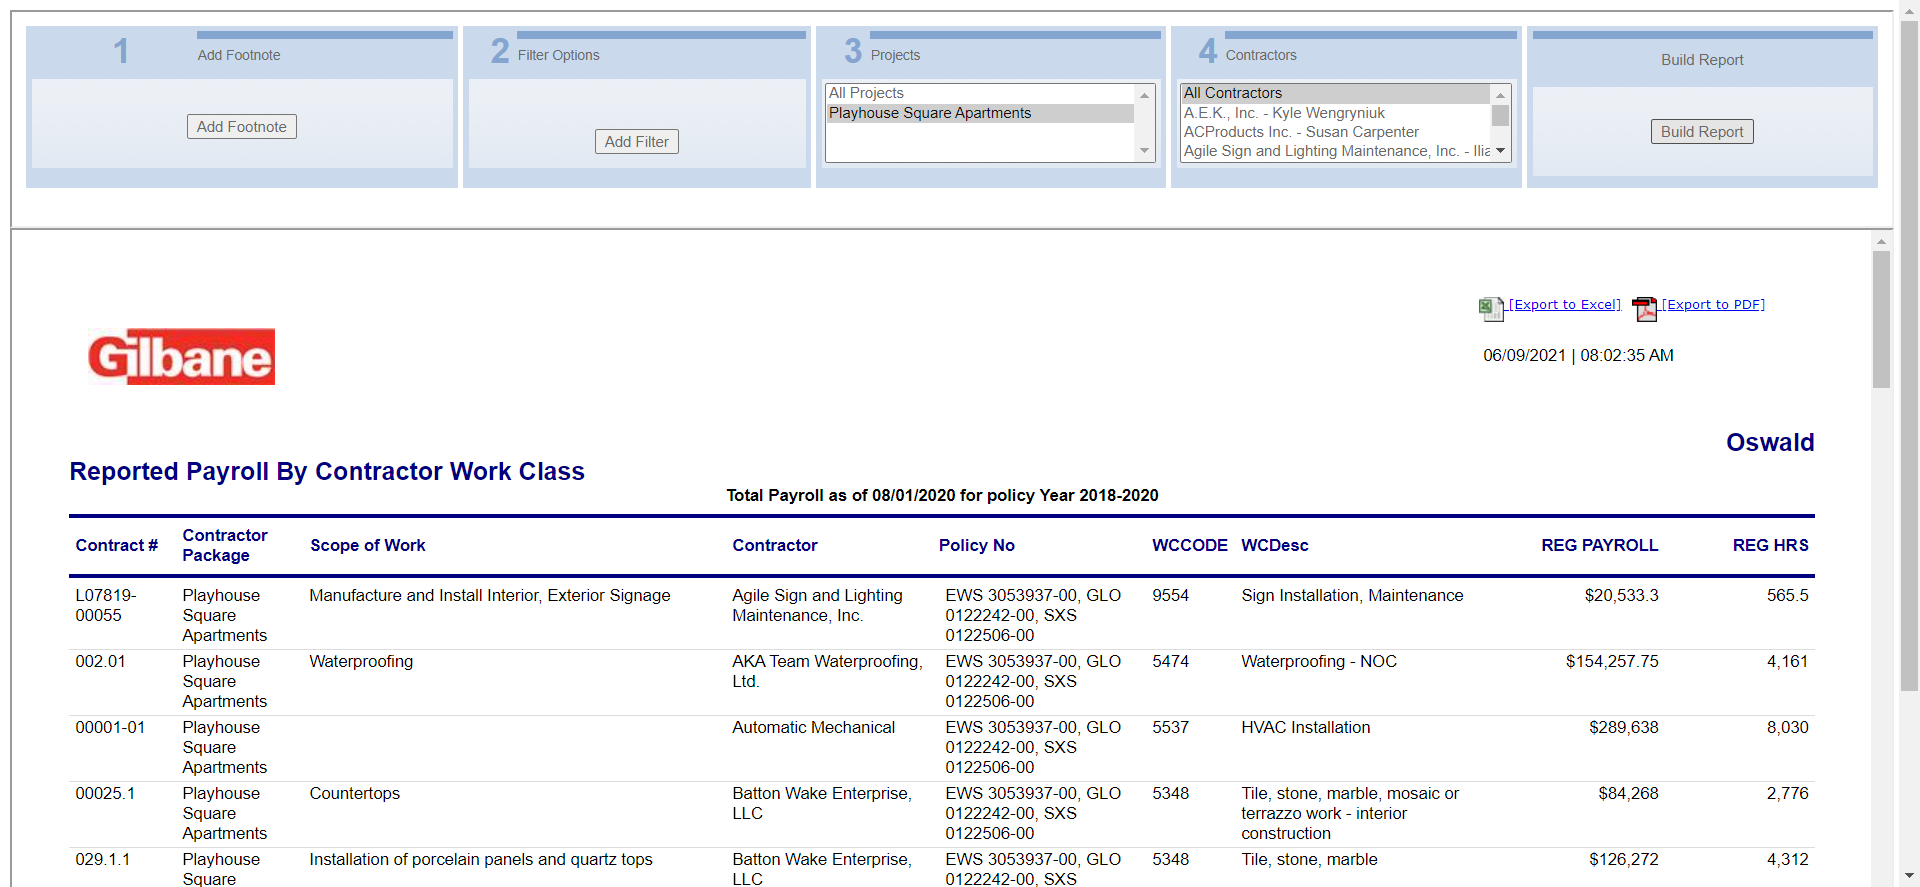 1 Add Footnote
Add Footnote
2 Filter Options
Add Filter
3 Projects
All Projects
Playhouse Square Apartments
4 Contractors
All Contractors
A.E.K., Inc. - Kyle Wengryniuk
ACProducts Inc. - Susan Carpenter
Agile Sign and Lighting Maintenance, Inc. - Ilia
Build Report
Build Report
[Export to Excel] [Export to PDF]
Gilbane
06/09/2021 | 08:02:35 AM
Oswald
Reported Payroll By Contractor Work Class
Total Payroll as of 08/01/2020 for policy Year 2018-2020
Contract # Contractor Package Scope of Work Contractor Policy No WCCODE WCDesc REG PAYROLL REG HRS
L07819- Playhouse Manufacture and Install Interior, Exterior Signage Agile Sign and Lighting EWS 3053937-00, GLO 9554 Sign Installation, Maintenance $20,533.3 565.5
00055 Square Maintenance, Inc. 0122242-00, SXS
Apartments 0122506-00
002.01 Playhouse Waterproofing AKA Team Waterproofing, EWS 3053937-00, GLO 5474 Waterproofing - NOC $154,257.75 4,161
Square Ltd. 0122242-00, SXS
Apartments 0122506-00
00001-01 Playhouse Automatic Mechanical EWS 3053937-00, GLO 5537 HVAC Installation $289,638 8,030
Square 0122242-00, SXS
Apartments 0122506-00
00025.1 Playhouse Countertops Batton Wake Enterprise, EWS 3053937-00, GLO 5348 Tile, stone, marble, mosaic or $84,268 2,776
Square LLC 0122242-00, SXS terrazzo work - interior
Apartments 0122506-00 construction
029.1.1 Playhouse Installation of porcelain panels and quartz tops Batton Wake Enterprise, EWS 3053937-00, GLO 5348 Tile, stone, marble $126,272 4,312
Square LLC 0122242-00, SXS